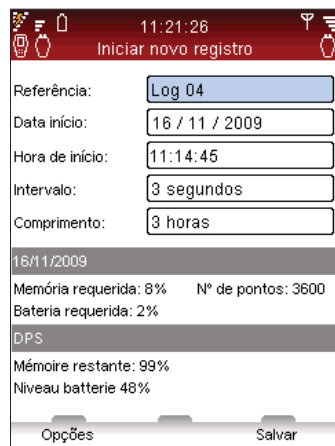 11:21:26
Iniciar novo registro
Referência: Log 04
Data início: 16 / 11 / 2009
Hora de início: 11:14:45
Intervalo: 3 segundos
Comprimento: 3 horas
16/11/2009
Memória requerida: 8% Nº de pontos: 3600
Bateria requerida: 2%
DPS
Mémoire restante: 99%
Niveau batterie 48%
Opções Salvar